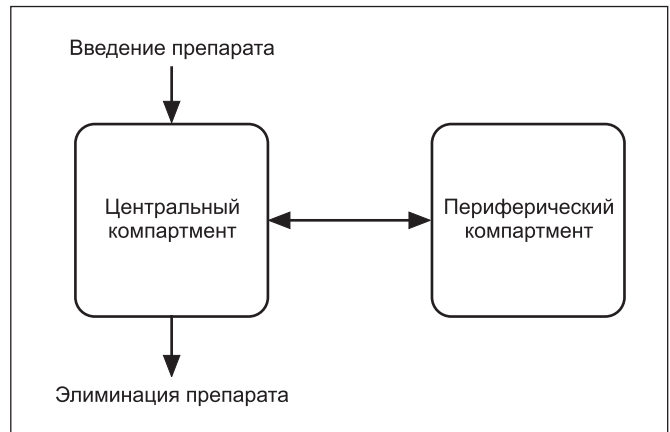 Введение препарата
Центральный
компартмент
Периферический
компартмент
Элиминация препарата